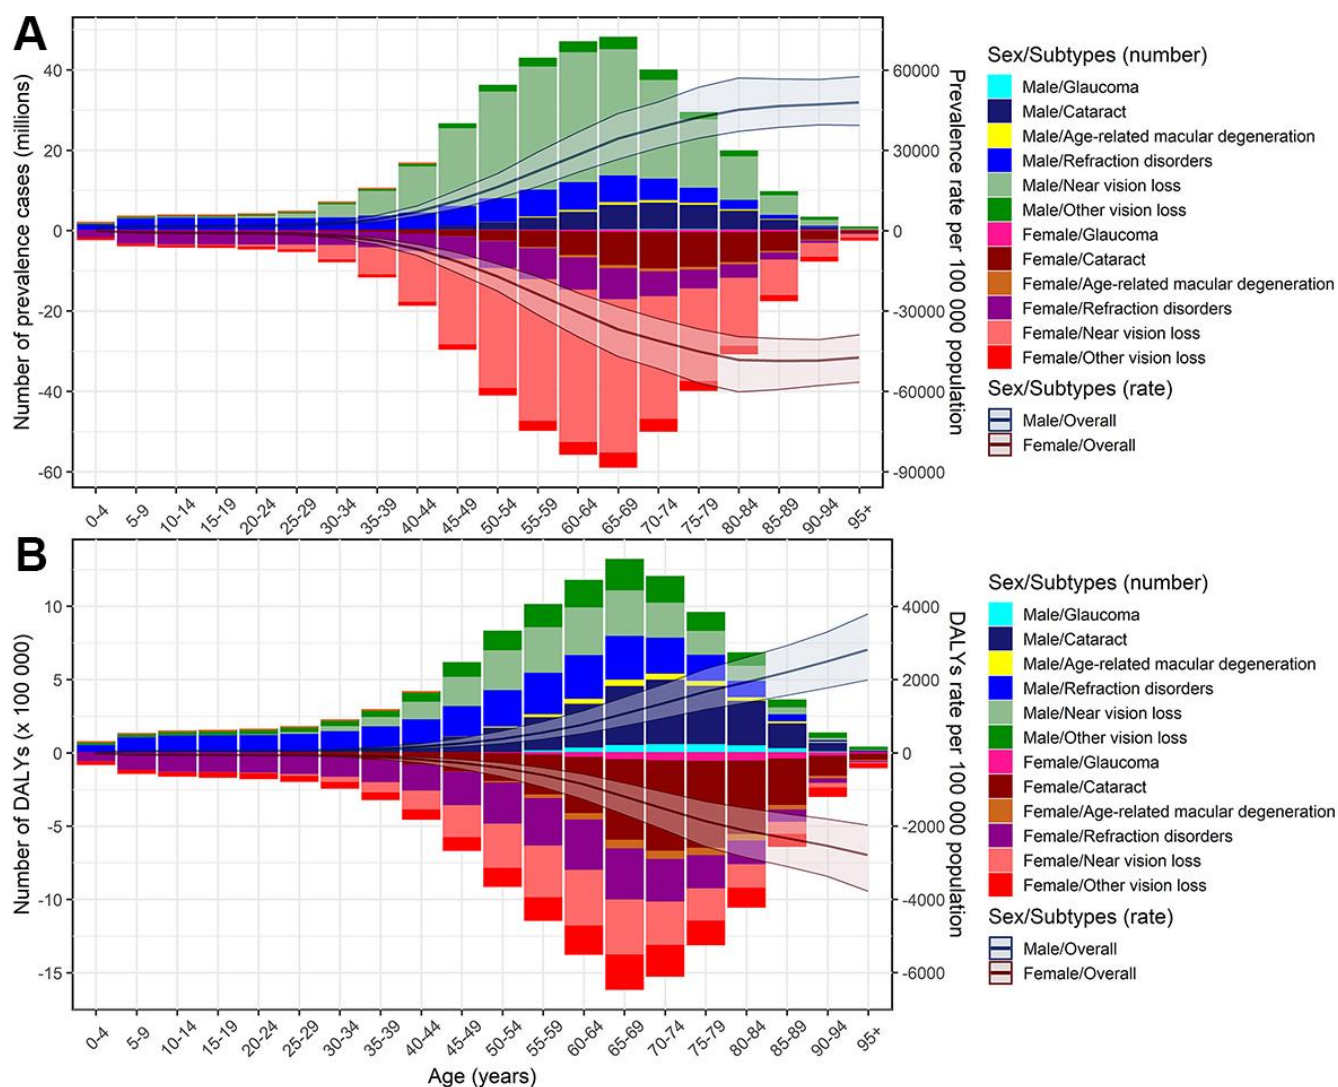 A
Number of prevalence cases (millions)
40
20
0
-20
-40
-60
60000
30000
0
-30000
-60000
-90000
Prevalence rate per 100 000 population
0-4
5-9
10-14
15-19
20-24
25-29
30-34
35-39
40-44
45-49
50-54
55-59
60-64
65-69
70-74
75-79
80-84
85-89
90-94
95+
Sex/Subtypes (number)
Male/Glaucoma
Male/Cataract
Male/Age-related macular degeneration
Male/Refraction disorders
Male/Near vision loss
Male/Other vision loss
Female/Glaucoma
Female/Cataract
Female/Age-related macular degeneration
Female/Refraction disorders
Female/Near vision loss
Female/Other vision loss
Sex/Subtypes (rate)
Male/Overall
Female/Overall
B
Number of DALYs (x 100 000)
10
5
0
-5
-10
-15
4000
2000
0
-2000
-4000
-6000
DALYs rate per 100 000 population
0-4
5-9
10-14
15-19
20-24
25-29
30-34
35-39
40-44
45-49
50-54
55-59
60-64
65-69
70-74
75-79
80-84
85-89
90-94
95+
Age (years)
Sex/Subtypes (number)
Male/Glaucoma
Male/Cataract
Male/Age-related macular degeneration
Male/Refraction disorders
Male/Near vision loss
Male/Other vision loss
Female/Glaucoma
Female/Cataract
Female/Age-related macular degeneration
Female/Refraction disorders
Female/Near vision loss
Female/Other vision loss
Sex/Subtypes (rate)
Male/Overall
Female/Overall